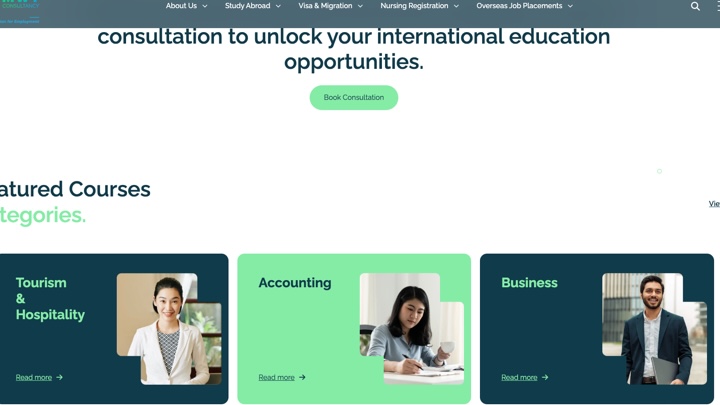 CONSULTANCY
About Us
Study Abroad
Visa & Migration
Nursing Registration
Overseas Job Placements
consultation to unlock your international education
opportunities.
Book Consultation
atured Courses
tegories.
Vie
Tourism
&
Hospitality
Read more
Accounting
Read more
Business
Read more